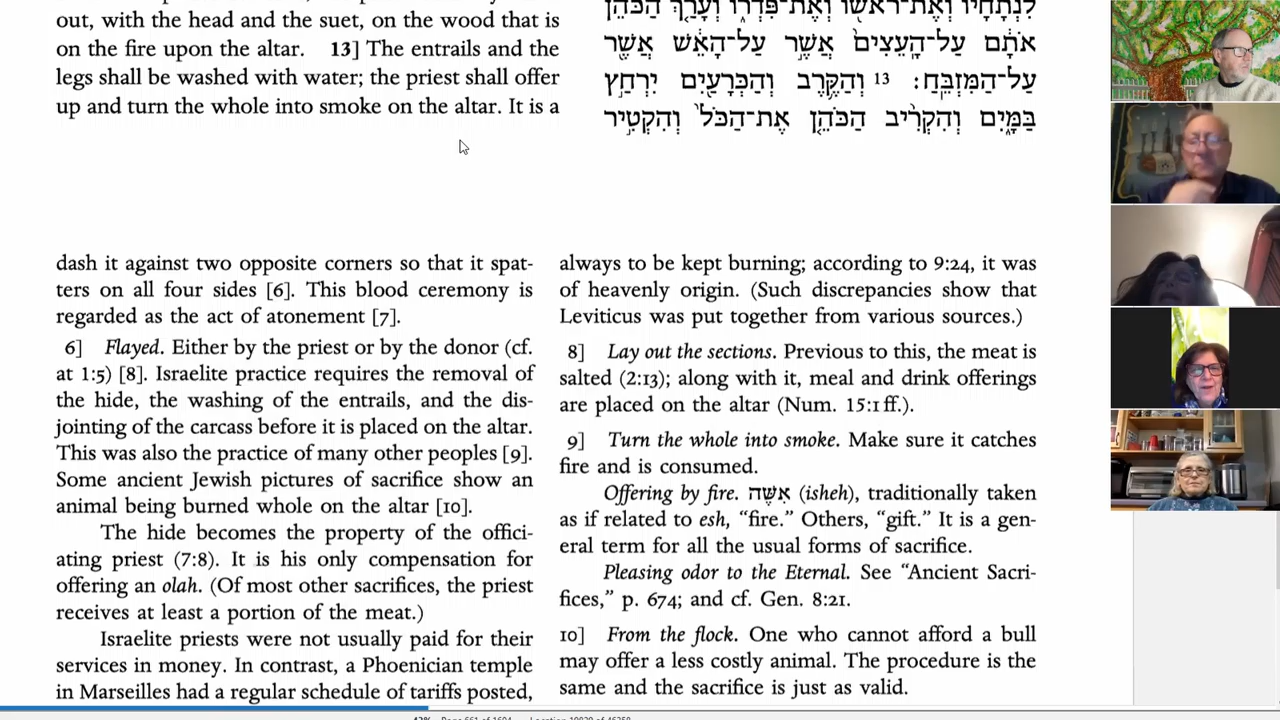 out, with the head and the suet, on the wood that is
on the fire upon the altar. 13] The entrails and the
legs shall be washed with water; the priest shall offer
up and turn the whole into smoke on the altar. It is a
לִנְתָחָיו וְאֶת־רֹאשׁוֹ וְאֶת־פִּדְרוֹ וְעָרַךְ הַכֹּהֵן
אֹתָם עַל־הָעֵצִים אֲשֶׁר עַל־הָאֵשׁ אֲשֶׁר
עַל־הַמִּזְבֵּחַ׃ 13 וְהַקֶּרֶב וְהַכְּרָעַיִם יִרְחַץ
בַּמָּיִם וְהִקְרִיב הַכֹּהֵן אֶת־הַכֹּל וְהִקְטִיר
dash it against two opposite corners so that it spat-
ters on all four sides [6]. This blood ceremony is
regarded as the act of atonement [7].
6] Flayed. Either by the priest or by the donor (cf.
at 1:5) [8]. Israelite practice requires the removal of
the hide, the washing of the entrails, and the dis-
jointing of the carcass before it is placed on the altar.
This was also the practice of many other peoples [9].
Some ancient Jewish pictures of sacrifice show an
animal being burned whole on the altar [10].
The hide becomes the property of the offici-
ating priest (7:8). It is his only compensation for
offering an olah. (Of most other sacrifices, the priest
receives at least a portion of the meat.)
Israelite priests were not usually paid for their
services in money. In contrast, a Phoenician temple
in Marseilles had a regular schedule of tariffs posted,
always to be kept burning; according to 9:24, it was
of heavenly origin. (Such discrepancies show that
Leviticus was put together from various sources.)
8] Lay out the sections. Previous to this, the meat is
salted (2:13); along with it, meal and drink offerings
are placed on the altar (Num. 15:1 ff.).
9] Turn the whole into smoke. Make sure it catches
fire and is consumed.
Offering by fire. אִשֶּׁה (isheh), traditionally taken
as if related to esh, “fire.” Others, “gift.” It is a gen-
eral term for all the usual forms of sacrifice.
Pleasing odor to the Eternal. See “Ancient Sacri-
fices,” p. 674; and cf. Gen. 8:21.
10] From the flock. One who cannot afford a bull
may offer a less costly animal. The procedure is the
same and the sacrifice is just as valid.